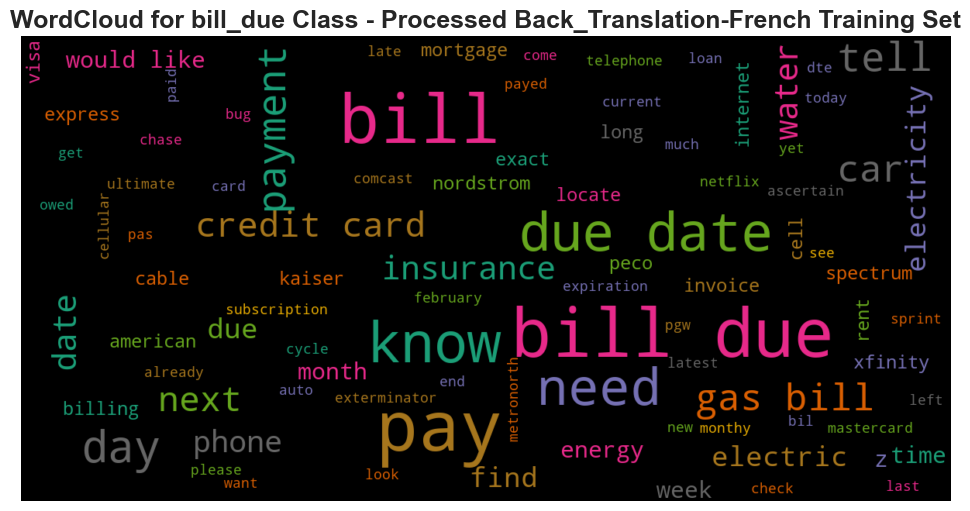 WordCloud for bill_due Class - Processed Back_Translation-French Training Set
visa
would like
late
mortgage
come
telephone
loan
water
dte
tell
paid
payment
bill
payed
internet
express
bug
current
today
electricity
chase
long
much
yet
get
exact
car
ultimate
card
comcast
nordstrom
locate
netflix
ascertain
owed
cellular
pas
credit card
due date
cell
see
cable
kaiser
insurance
peco
expiration
invoice
spectrum
date
subscription
february
american
due
know
bill due
pgw
rent
sprint
cycle
already
month
auto
end
metronorth
latest
xfinity
billing
next
exterminator
need
gas bill
left
day
phone
pay
new
monthy
bil
mastercard
please
want
look
find
energy
electric
z
time
week
check
last